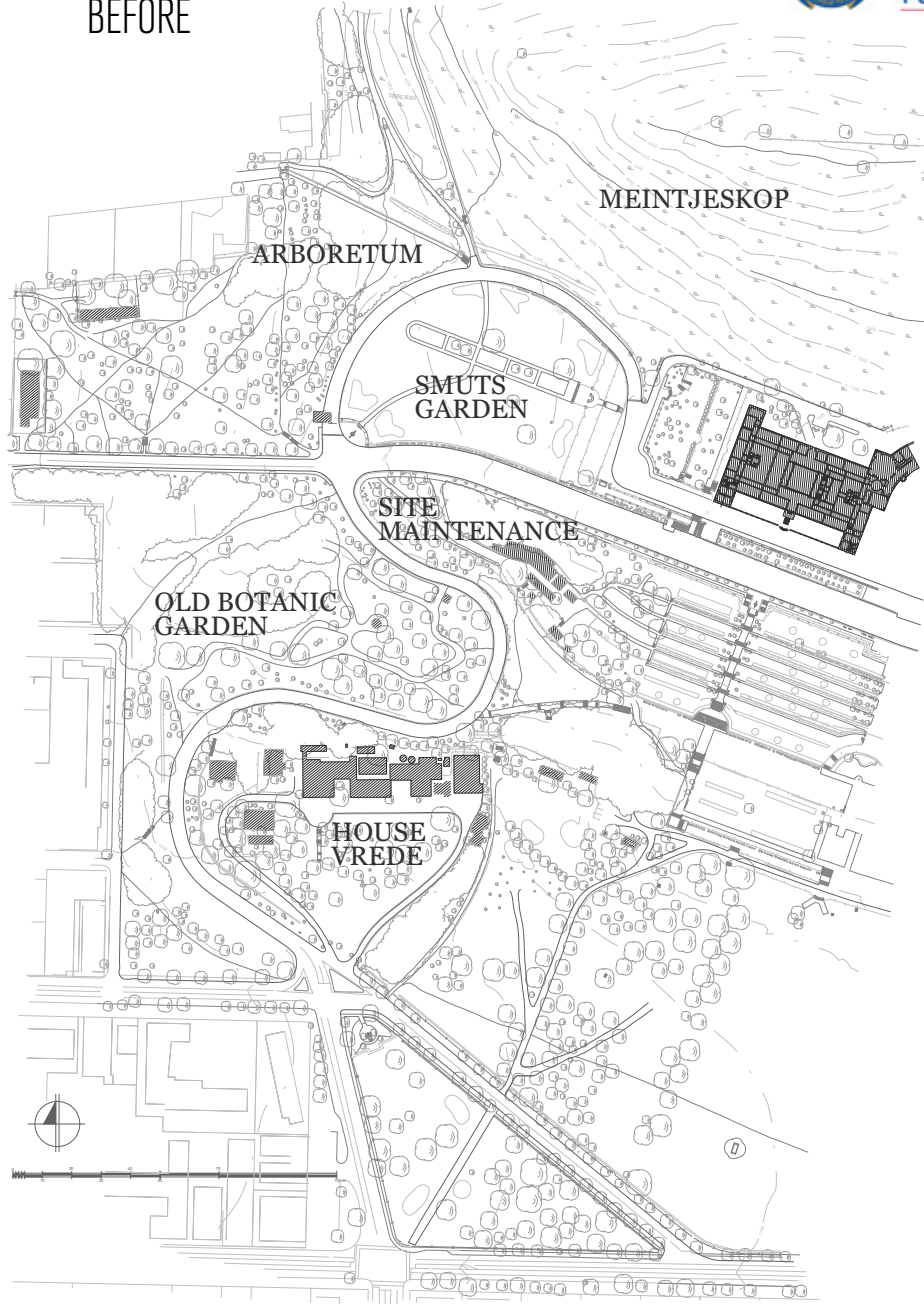 BEFORE
MEINTJESKOP
ARBORETUM
SMUTS
GARDEN
SITE
MAINTENANCE
OLD BOTANIC
GARDEN
HOUSE
VREDE